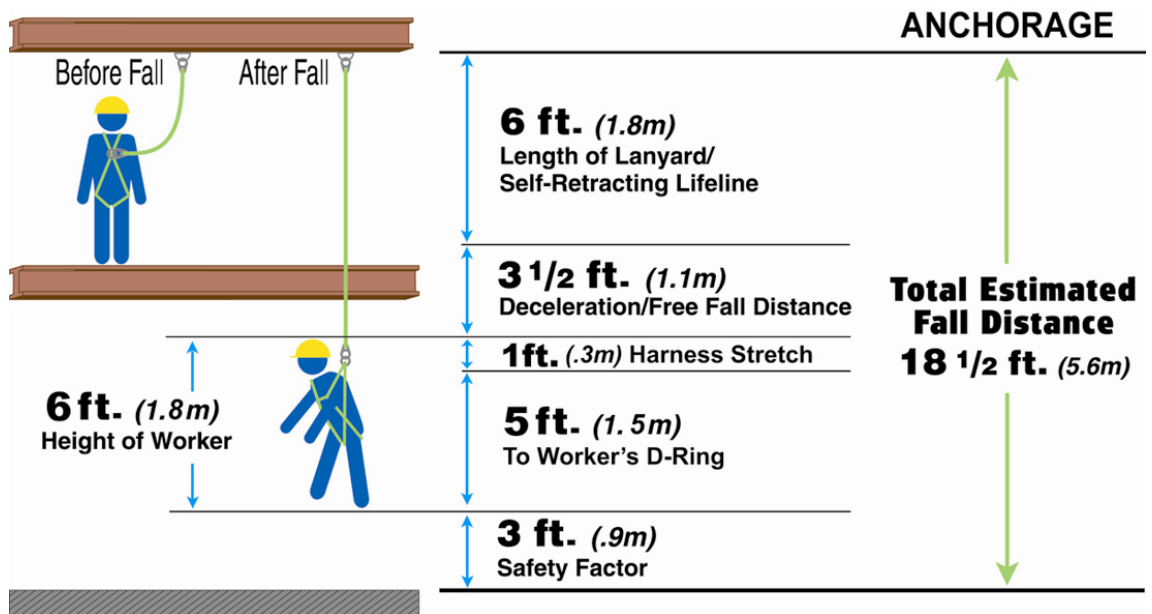 ANCHORAGE
Before Fall
After Fall
6 ft. (1.8m)
Length of Lanyard/
Self-Retracting Lifeline
3 1/2 ft. (1.1m)
Deceleration/Free Fall Distance
Total Estimated
Fall Distance
18 1/2 ft. (5.6m)
1ft. (.3m) Harness Stretch
6 ft. (1.8m)
Height of Worker
5 ft. (1. 5m)
To Worker's D-Ring
3 ft. (.9m)
Safety Factor